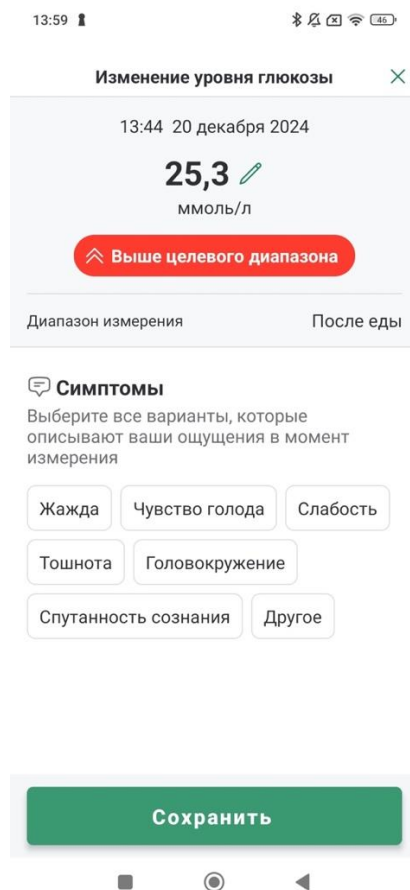 13:59
46
Изменение уровня глюкозы
13:44 20 декабря 2024
25,3
ммоль/л
Выше целевого диапазона
Диапазон измерения После еды
Симптомы
Выберите все варианты, которые
описывают ваши ощущения в момент
измерения
Жажда Чувство голода Слабость
Тошнота Головокружение
Спутанность сознания Другое
Сохранить